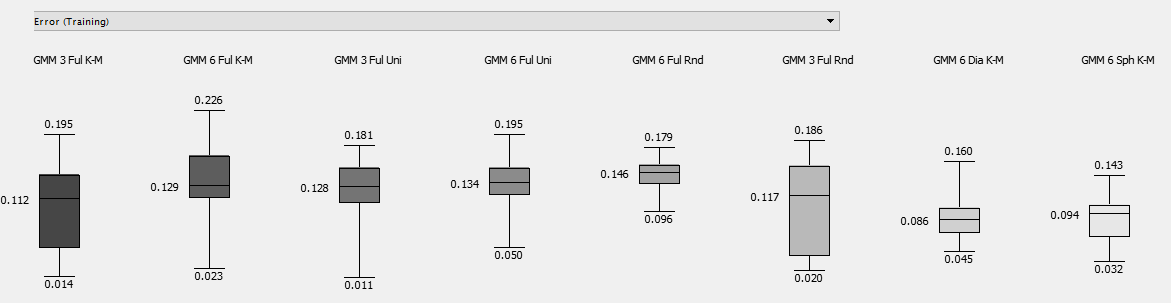 Error (Training)
GMM 3 Ful K-M GMM 6 Ful K-M GMM 3 Ful Uni GMM 6 Ful Uni GMM 6 Ful Rnd GMM 3 Ful Rnd GMM 6 Dia K-M GMM 6 Sph K-M
0.195 0.226 0.181 0.195 0.179 0.186 0.160 0.143
0.112 0.129 0.128 0.134 0.146 0.117 0.086 0.094
0.014 0.023 0.011 0.050 0.096 0.020 0.045 0.032